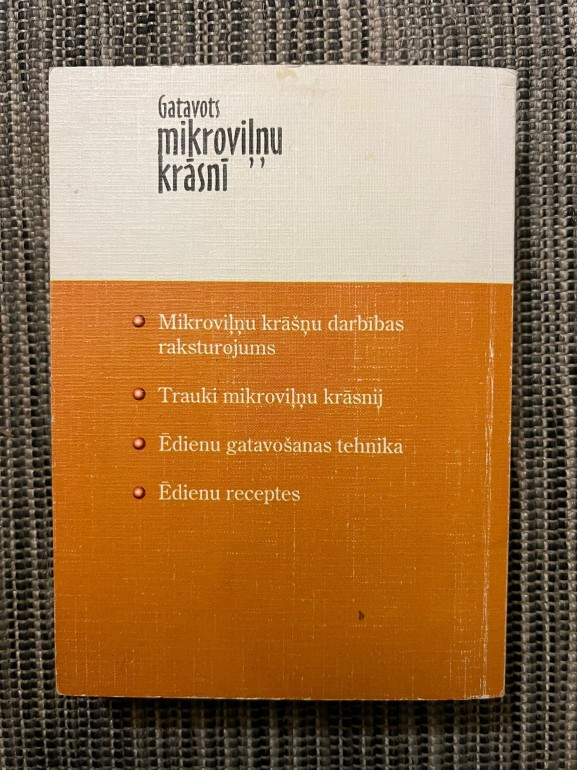 Gatavots
mikroviļņu
krāsnī
Mikroviļņu krāšņu darbības
raksturojums
Trauki mikroviļņu krāsnij
Ēdienu gatavošanas tehnika
Ēdienu receptes